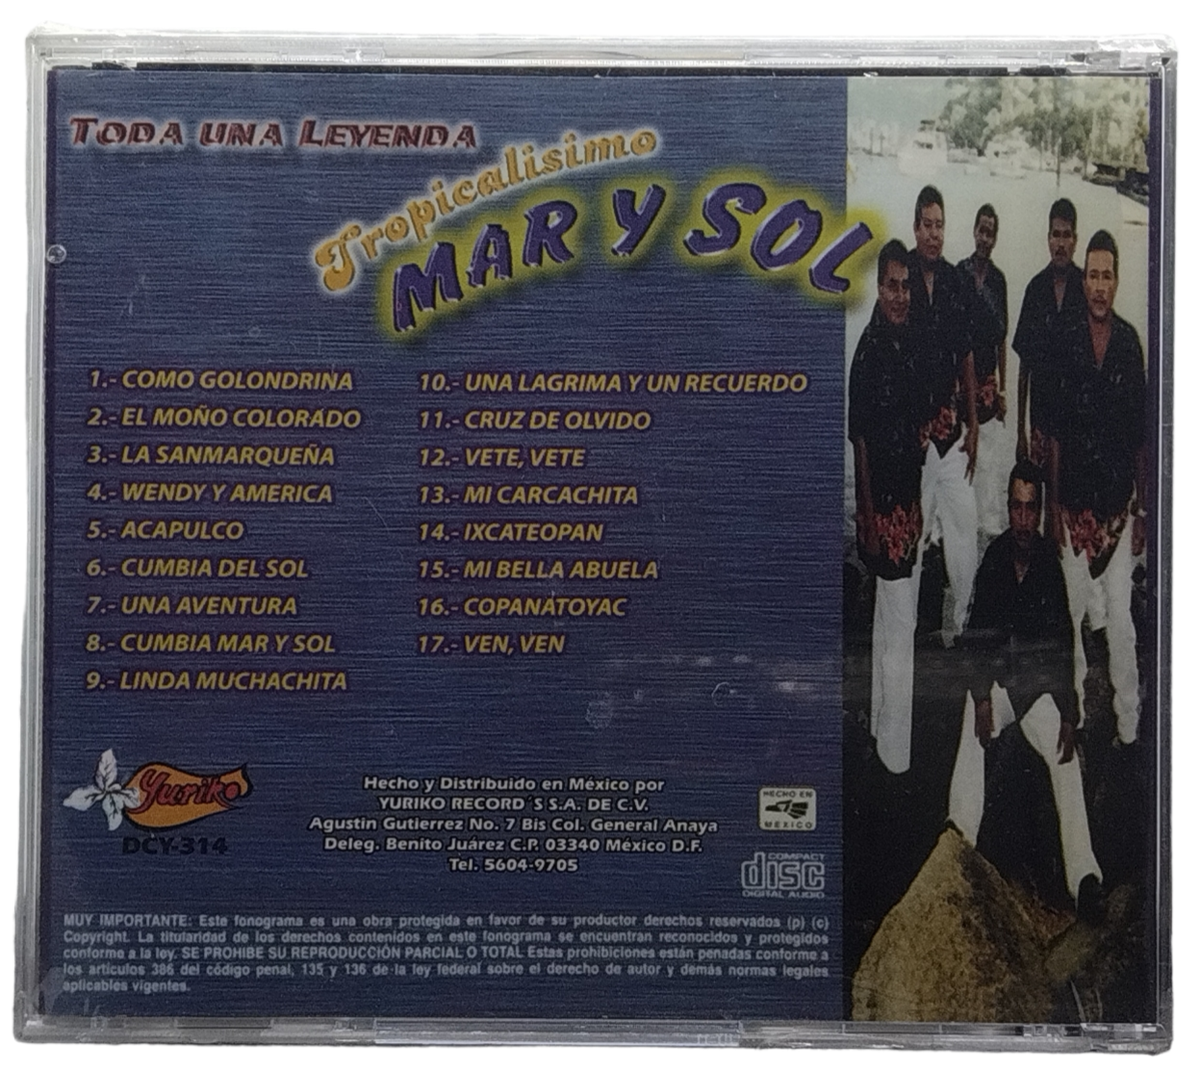 TODA UNA LEYENDA
Tropicalisimo
MAR Y SOL
1.- COMO GOLONDRINA
2.- EL MOÑO COLORADO
3.- LA SANMARQUEÑA
4.- WENDY Y AMERICA
5.- ACAPULCO
6.- CUMBIA DEL SOL
7.- UNA AVENTURA
8.- CUMBIA MAR Y SOL
9.- LINDA MUCHACHITA
10.- UNA LAGRIMA Y UN RECUERDO
11.- CRUZ DE OLVIDO
12.- VETE, VETE
13.- MI CARCACHITA
14.- IXCATEOPAN
15.- MI BELLA ABUELA
16.- COPANATOYAC
17.- VEN, VEN
Yuriko
DCY-314
Hecho y Distribuido en México por
YURIKO RECORD´S S.A. DE C.V.
Agustin Gutierrez No. 7 Bis Col. General Anaya
Deleg. Benito Juárez C.P. 03340 México D.F.
Tel. 5604-9705
HECHO EN
MEXICO
COMPACT
disc
DIGITAL AUDIO
MUY IMPORTANTE: Este fonograma es una obra protegida en favor de su productor derechos reservados (p) (c)
Copyright. La titularidad de los derechos contenidos en este fonograma se encuentran reconocidos y protegidos
conforme a la ley. SE PROHIBE SU REPRODUCCIÓN PARCIAL O TOTAL Estas prohibiciones están penadas conforme a
los artículos 386 del código penal, 135 y 136 de la ley federal sobre el derecho de autor y demás normas legales
aplicables vigentes.